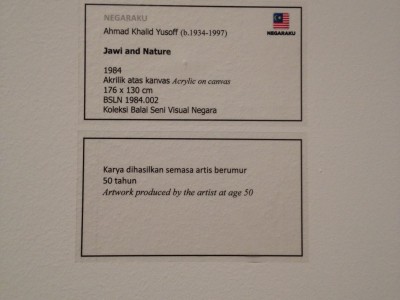 NEGARAKU
Ahmad Khalid Yusoff (b.1934-1997)
NEGARAKU
Jawi and Nature
1984
Akrilik atas kanvas Acrylic on canvas
176 x 130 cm
BSLN 1984.002
Koleksi Balai Seni Visual Negara
Karya dihasilkan semasa artis berumur
50 tahun
Artwork produced by the artist at age 50